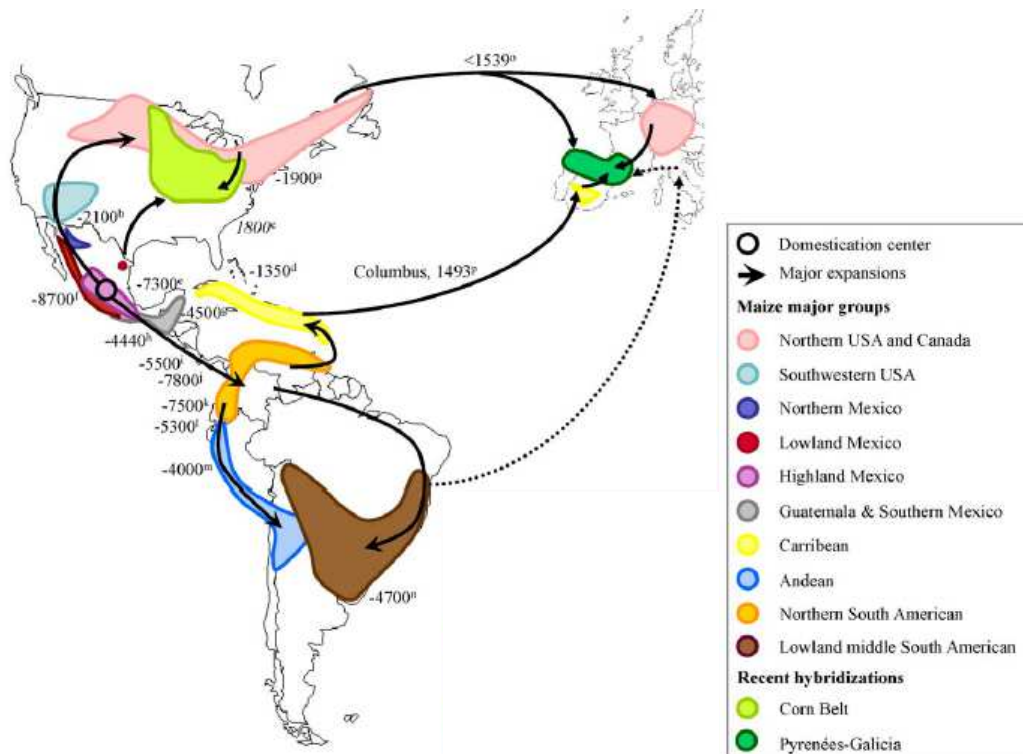 <1539ᵒ
-1900ᵃ
-2100ᵇ
1800ᶜ
-1350ᵈ
Columbus, 1493ᵖ
-7300ᵉ
-8700ᶠ
-4500ᵍ
-4440ʰ
-5500ⁱ
-7800ʲ
-7500ᵏ
-5300ˡ
-4000ᵐ
-4700ⁿ
Domestication center
Major expansions
Maize major groups
Northern USA and Canada
Southwestern USA
Northern Mexico
Lowland Mexico
Highland Mexico
Guatemala & Southern Mexico
Carribean
Andean
Northern South American
Lowland middle South American
Recent hybridizations
Corn Belt
Pyrenées-Galicia